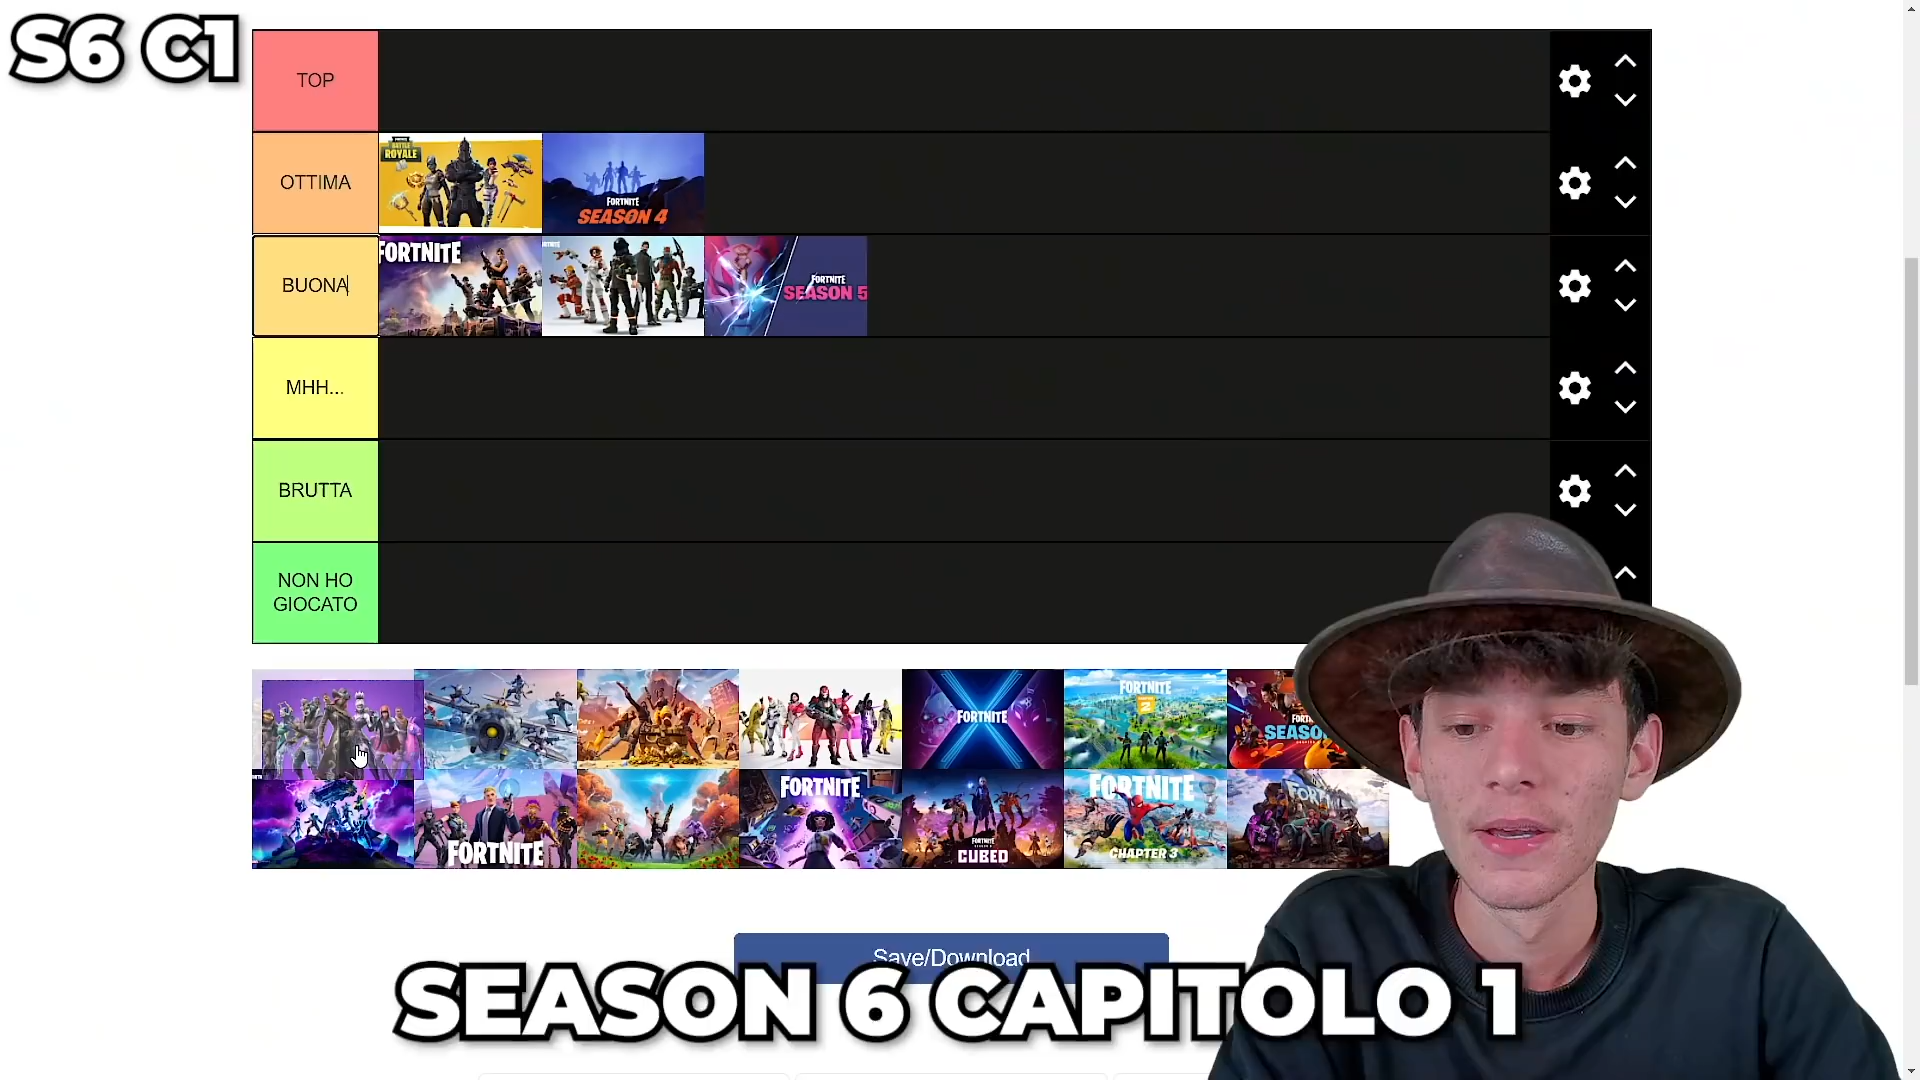 S6 C1
TOP
OTTIMA
BATTLE
ROYALE
FORTNITE
SEASON 4
BUONA
FORTNITE
FORTNITE
SEASON 5
MHH...
BRUTTA
NON HO
GIOCATO
FORTNITE
FORTNITE
2
SEASO
FORTNITE
FORTNITE
FORTNITE
CUBED
FORTNITE
CHAPTER 3
Save/Download
SEASON 6 CAPITOLO 1